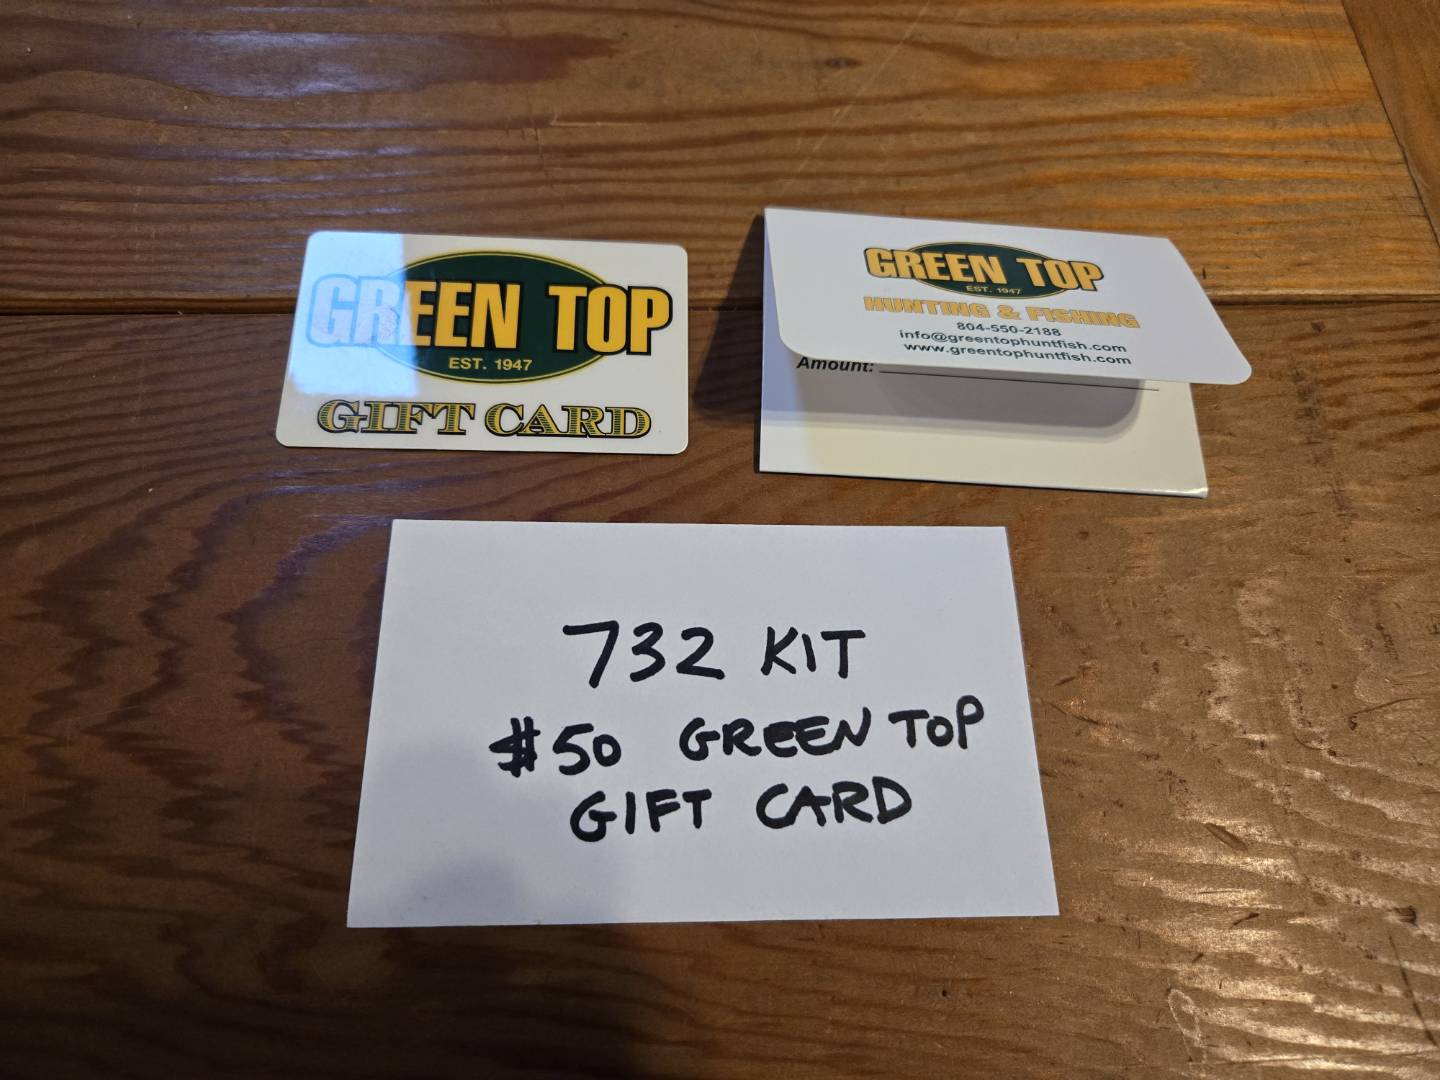 GREEN TOP
EST. 1947
GIFT CARD
GREEN TOP
EST. 1947
HUNTING & FISHING
804-550-2188
info@greentophuntfish.com
www.greentophuntfish.com
Amount:
732 KIT
$50 GREEN TOP
GIFT CARD